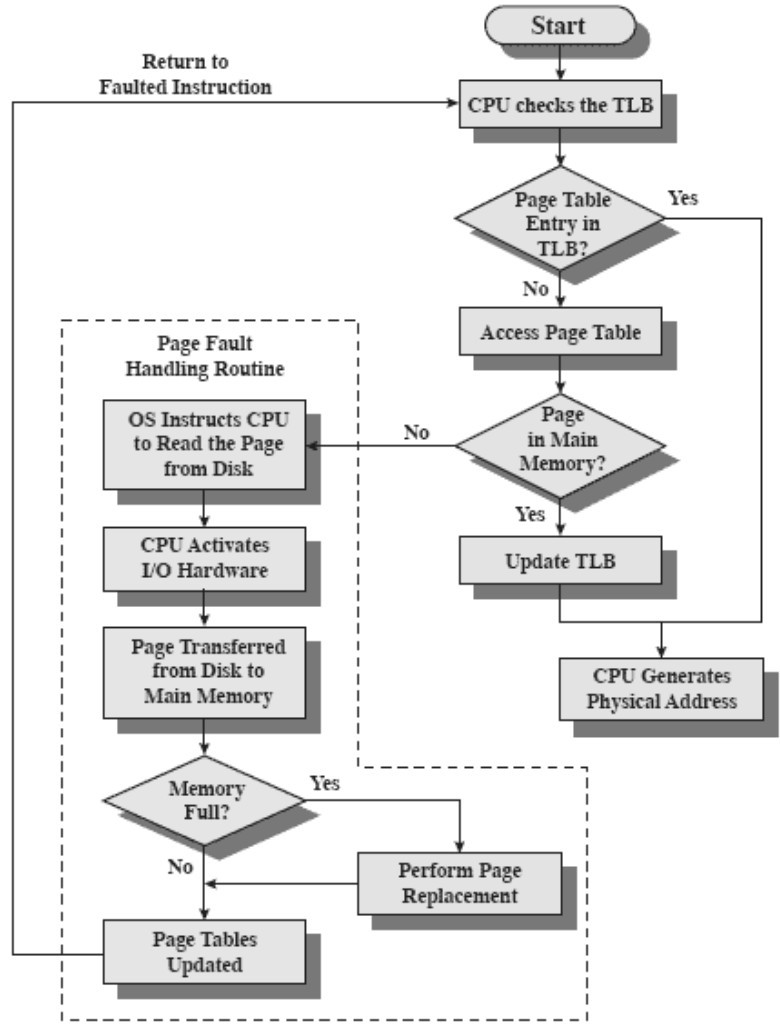 Start
Return to
Faulted Instruction
CPU checks the TLB
Page Table
Entry in
TLB?
Yes
No
Access Page Table
Page Fault
Handling Routine
OS Instructs CPU
to Read the Page
from Disk
No
Page
in Main
Memory?
Yes
CPU Activates
I/O Hardware
Update TLB
Page Transferred
from Disk to
Main Memory
CPU Generates
Physical Address
Memory
Full?
Yes
No
Perform Page
Replacement
Page Tables
Updated